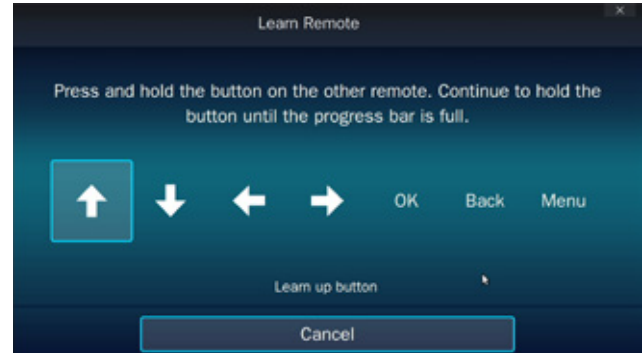 Learn Remote
Press and hold the button on the other remote. Continue to hold the
button until the progress bar is full.
OK Back Menu
Learn up button
Cancel